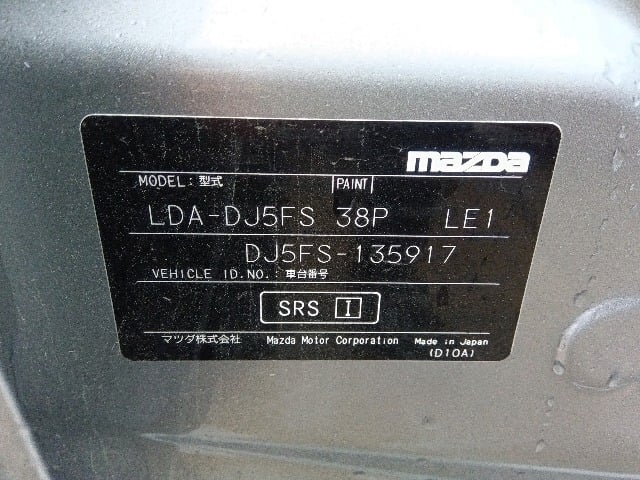 mazda
MODEL: 型式 PAINT
LDA-DJ5FS 38P LE1
DJ5FS-135917
VEHICLE ID.NO.: 車台番号
SRS I
マツダ株式会社 Mazda Motor Corporation Made in Japan
(D10A)